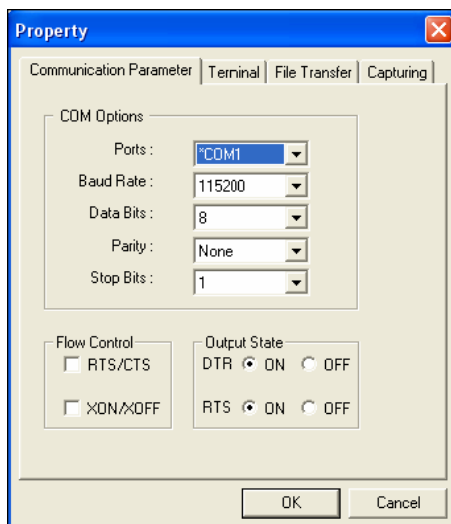 Property
Communication Parameter Terninal File Transfer Capturing
COM Options
Ports : *COM1
Baud Rate : 115200
Data Bits : 8
Parity : None
Stop Bits : 1
Flow Control
RTS/CTS
XON/XOFF
Output State
DTR ON OFF
RTS ON OFF
OK Cancel